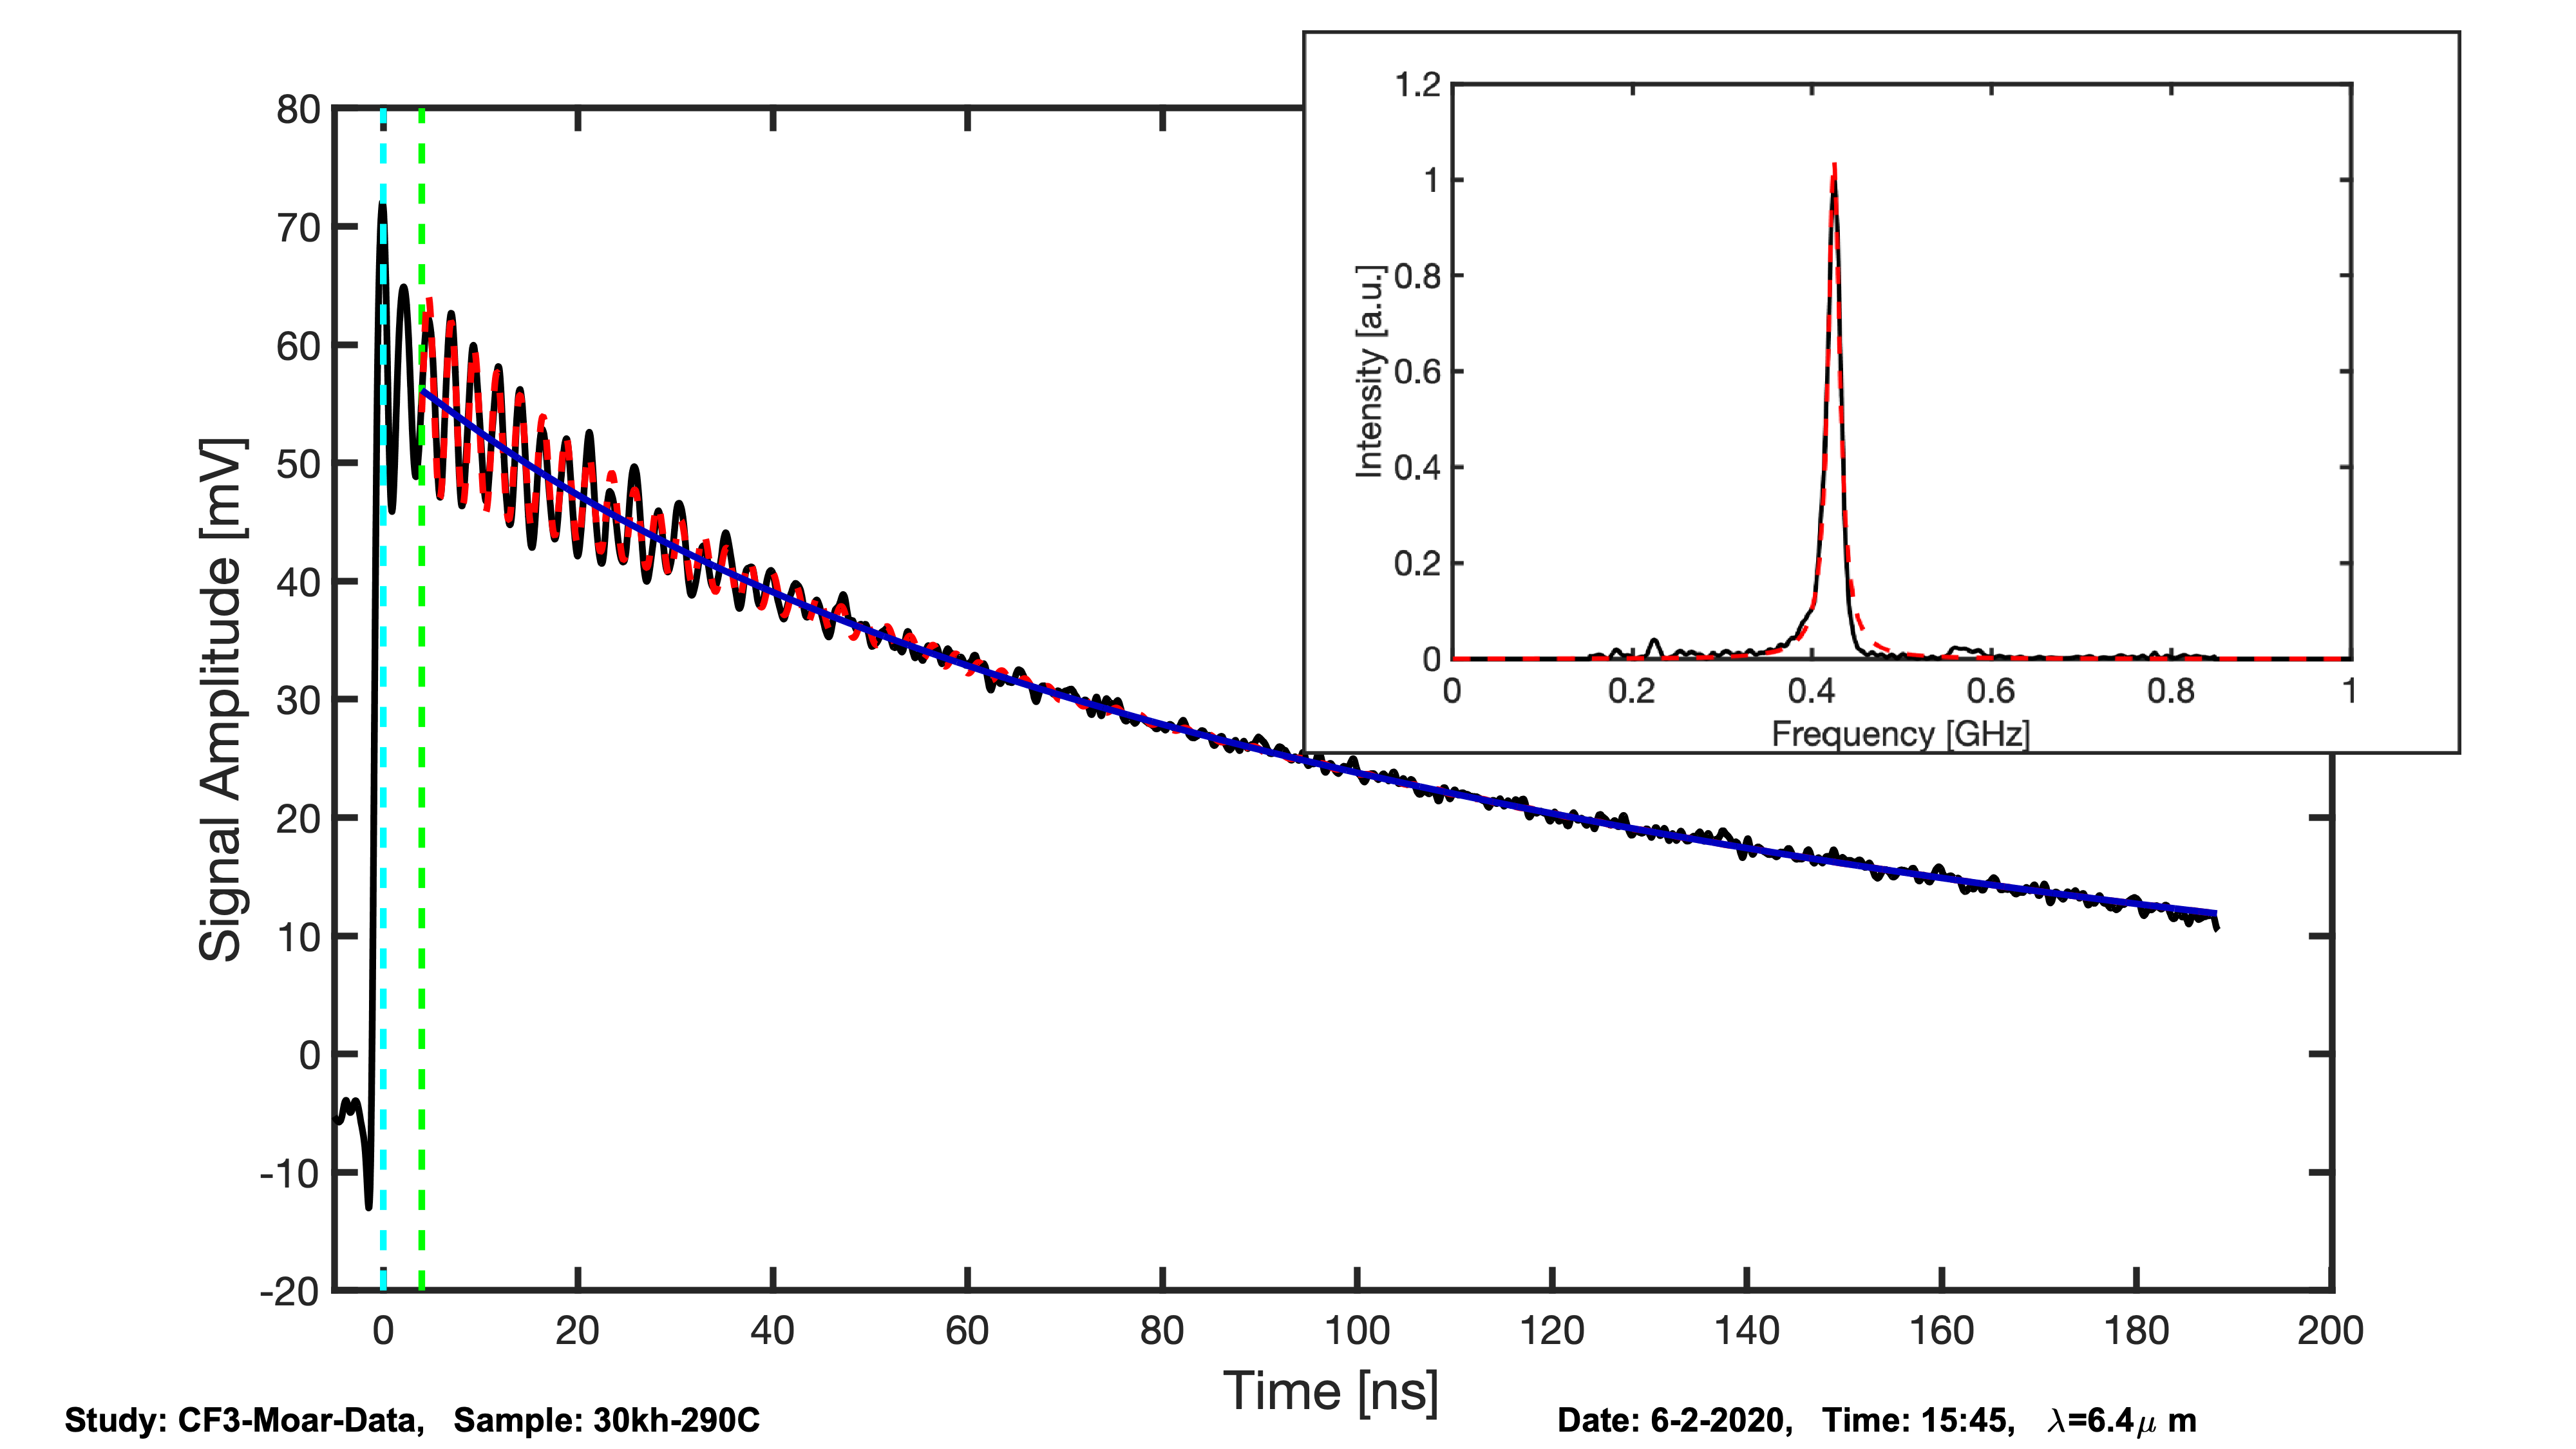 1.2
1
0.8
0.6
0.4
0.2
0
0 0.2 0.4 0.6 0.8 1
Intensity [a.u.]
Frequency [GHz]
80
70
60
50
40
30
20
10
0
-10
-20
0 20 40 60 80 100 120 140 160 180 200
Signal Amplitude [mV]
Time [ns]
Study: CF3-Moar-Data, Sample: 30kh-290C
Date: 6-2-2020, Time: 15:45, λ=6.4μ m